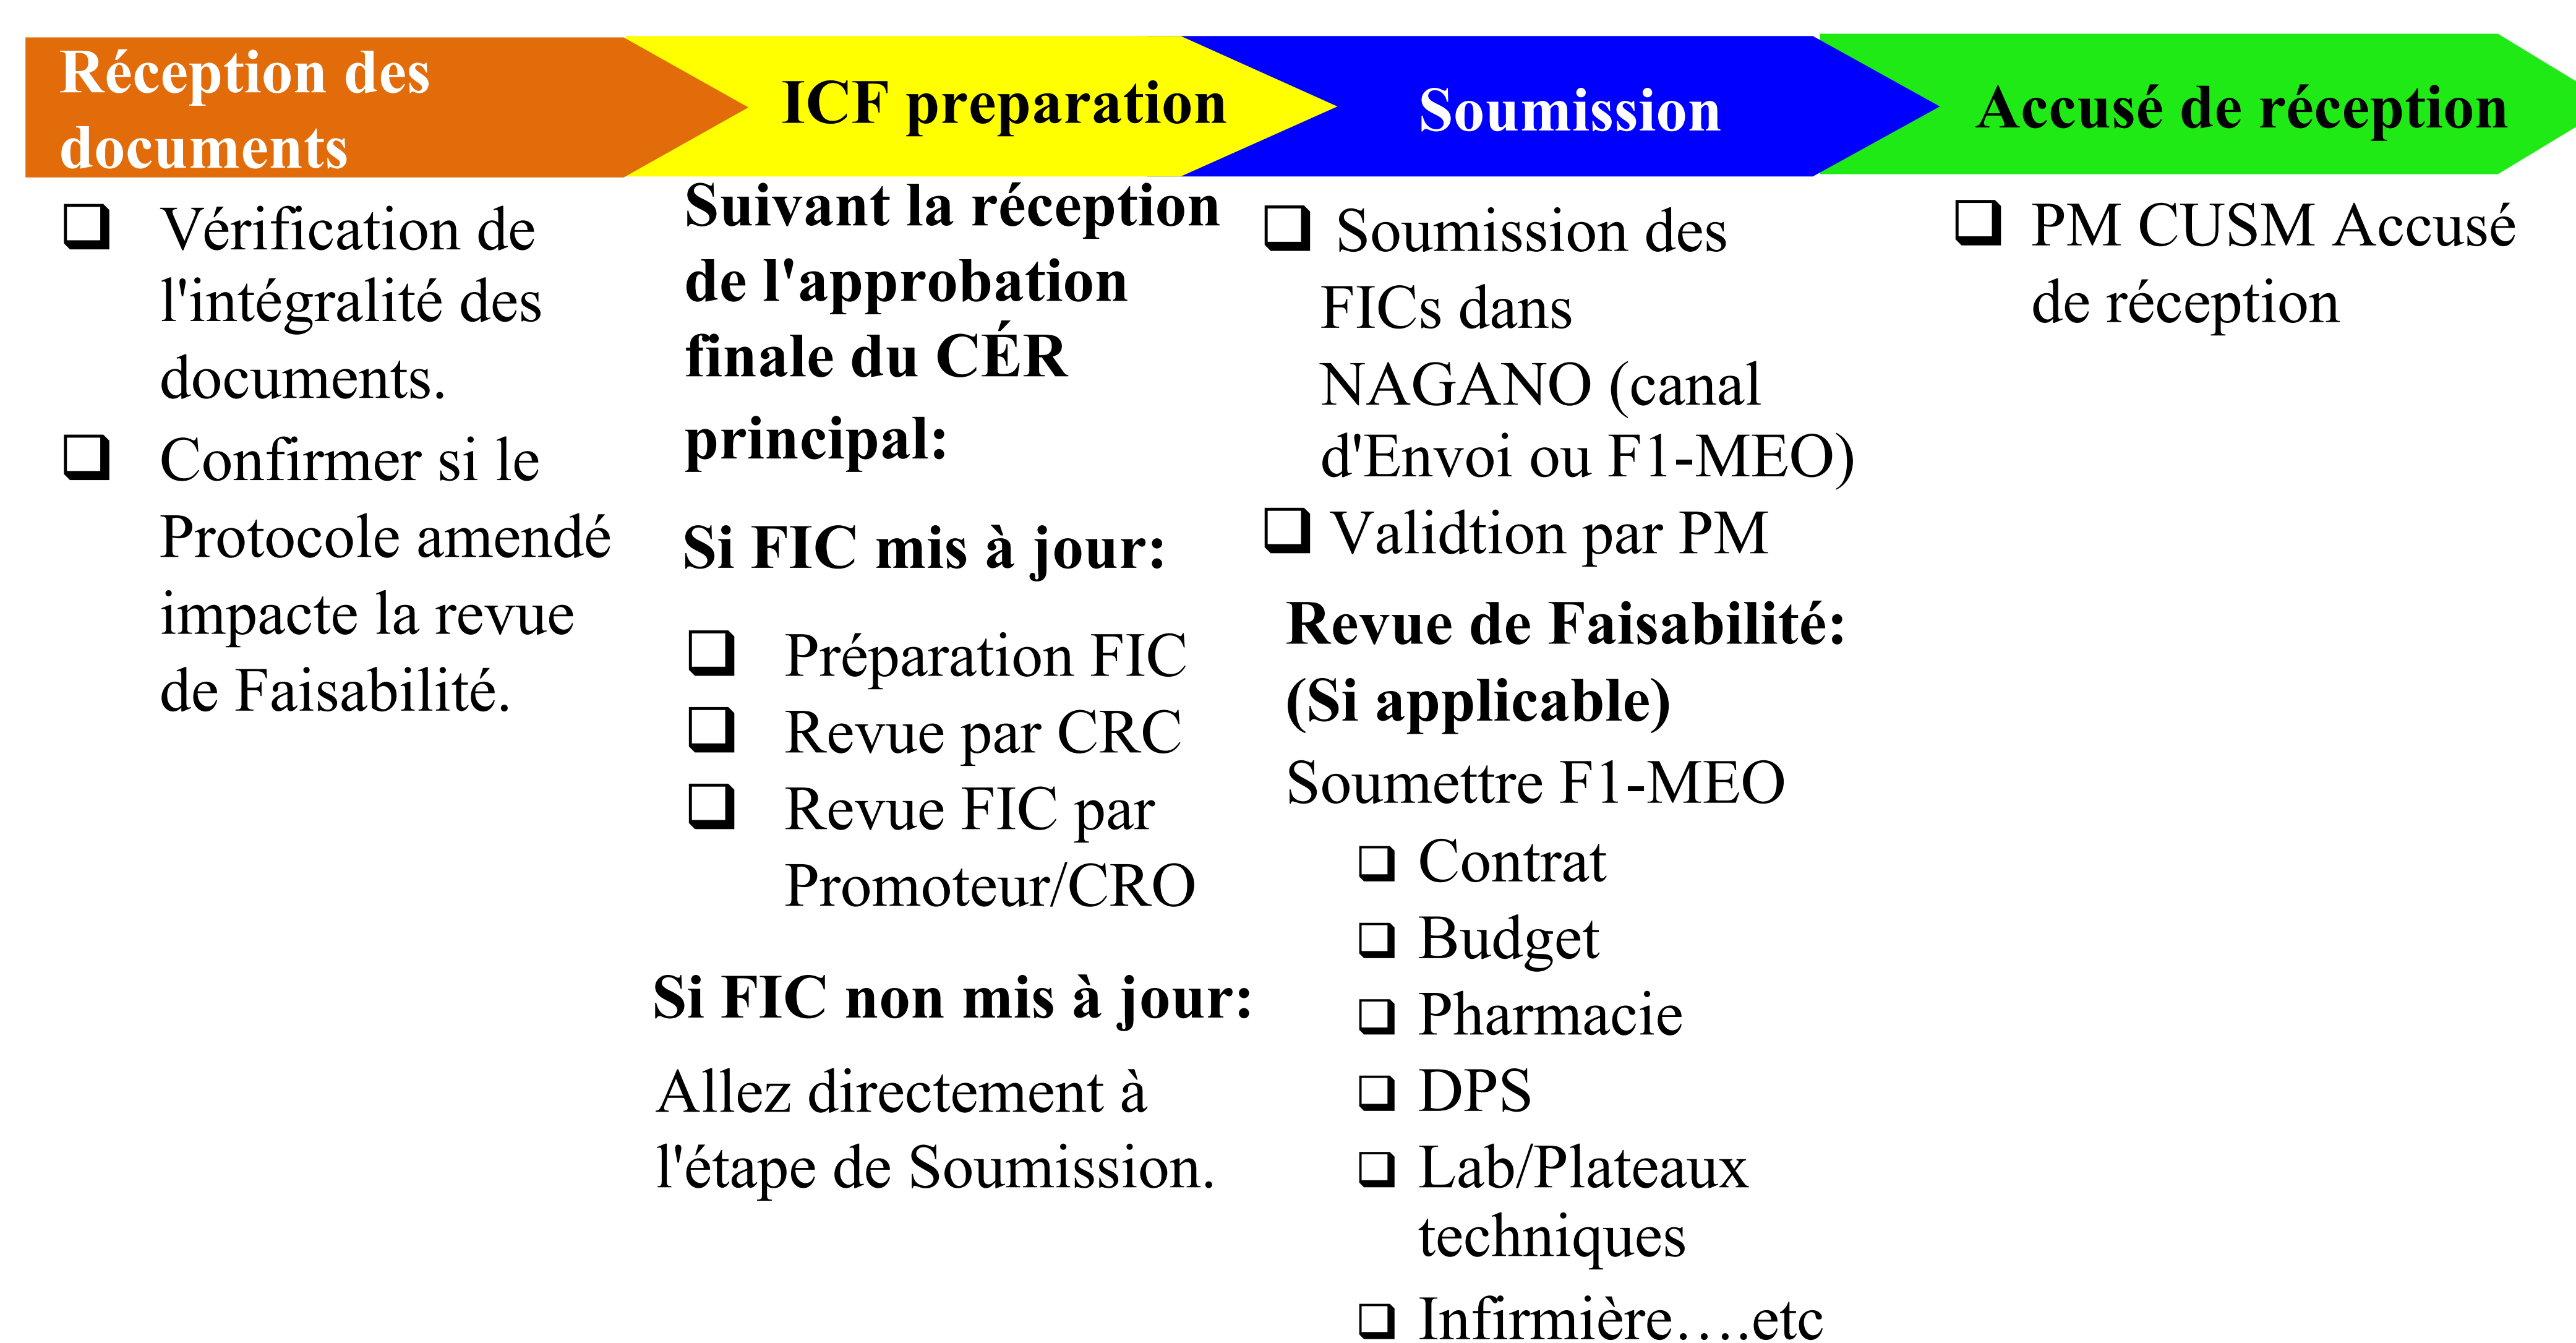 Réception des
documents
ICF preparation
Soumission
Accusé de réception
Vérification de
l'intégralité des
documents.
Confirmer si le
Protocole amendé
impacte la revue
de Faisabilité.
Suivant la réception
de l'approbation
finale du CÉR
principal:
Si FIC mis à jour:
Préparation FIC
Revue par CRC
Revue FIC par
Promoteur/CRO
Si FIC non mis à jour:
Allez directement à
l'étape de Soumission.
Soumission des
FICs dans
NAGANO (canal
d'Envoi ou F1-MEO)
Validtion par PM
Revue de Faisabilité:
(Si applicable)
Soumettre F1-MEO
Contrat
Budget
Pharmacie
DPS
Lab/Plateaux
techniques
Infirmière….etc
PM CUSM Accusé
de réception